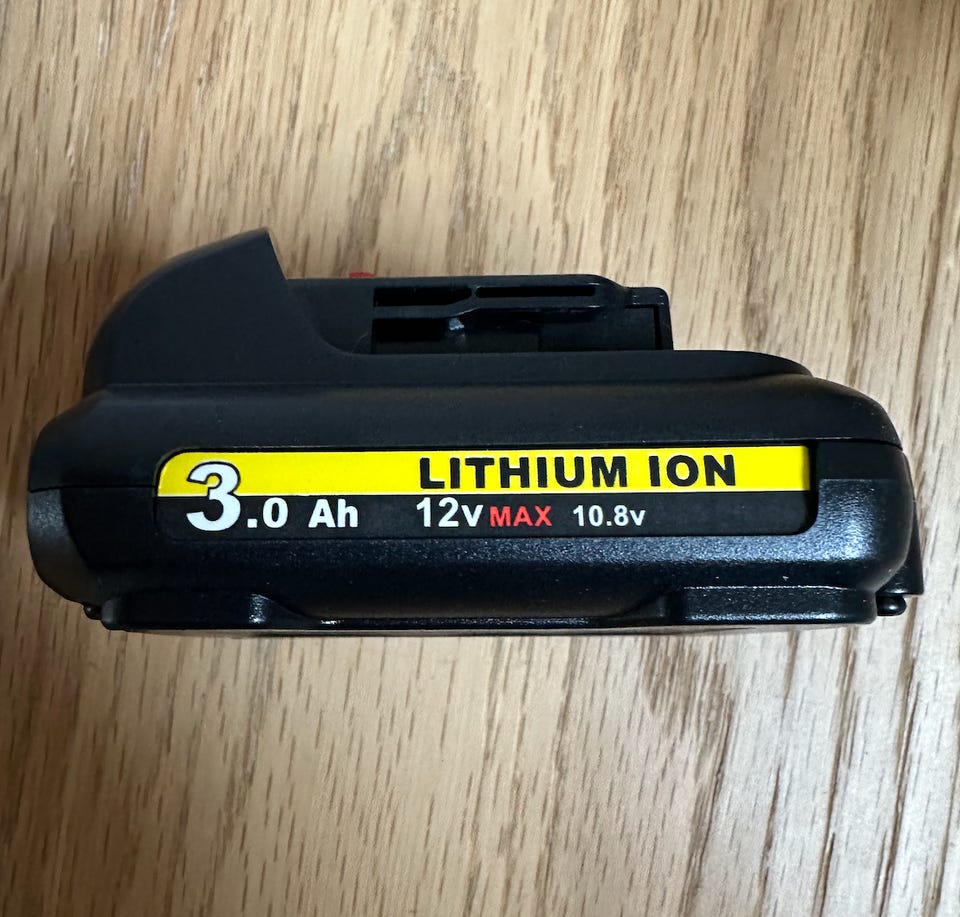 LITHIUM ION
3.0 Ah 12v MAX 10.8v